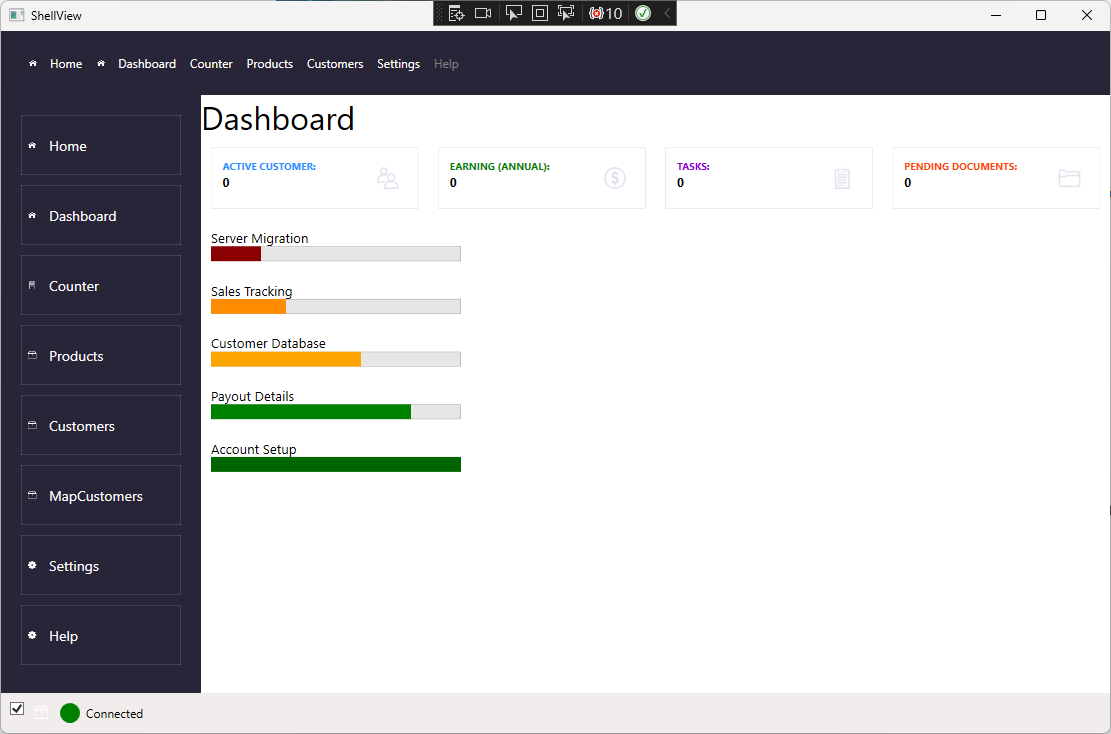 ShellView
10
Home Dashboard Counter Products Customers Settings Help
Home
Dashboard
Counter
Products
Customers
MapCustomers
Settings
Help
Dashboard
ACTIVE CUSTOMER: EARNING (ANNUAL): TASKS: PENDING DOCUMENTS:
0 0 0 0
Server Migration
Sales Tracking
Customer Database
Payout Details
Account Setup
Connected